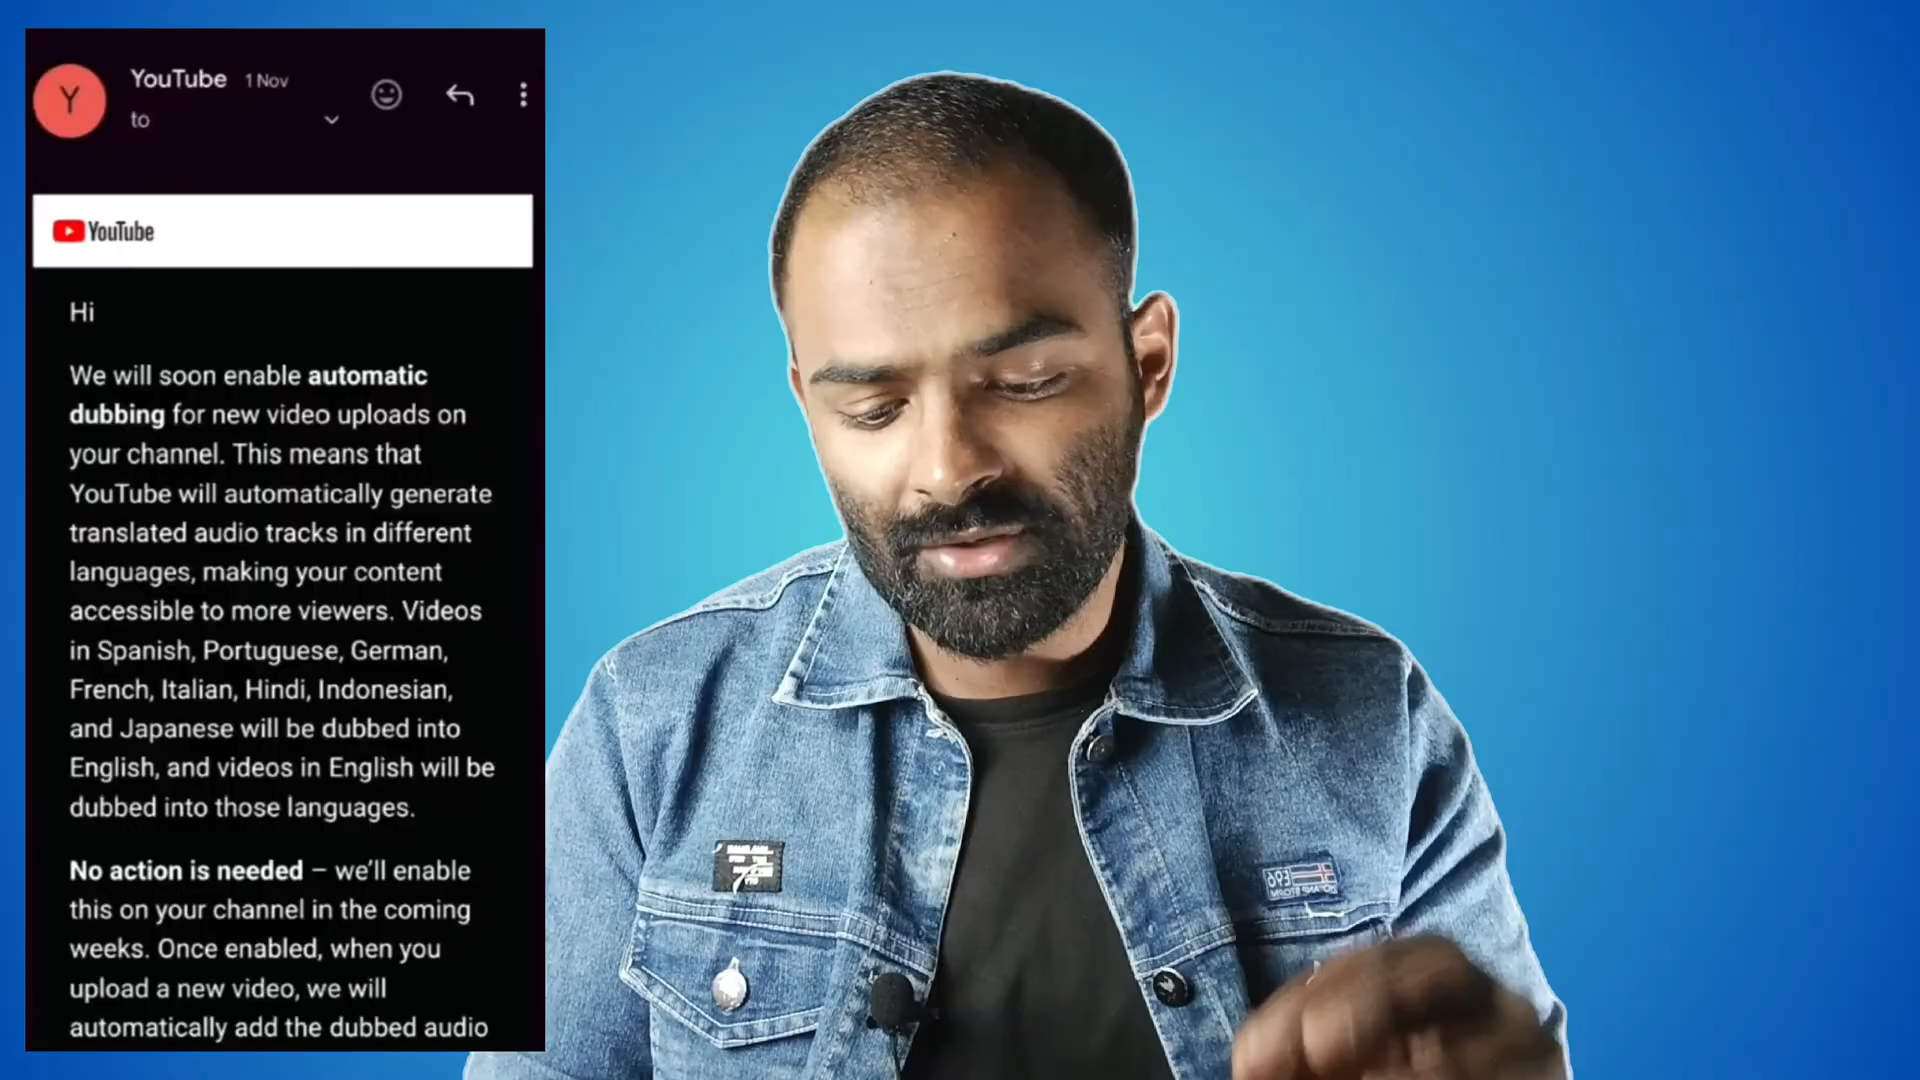 Y
YouTube 1 Nov
to
YouTube
Hi
We will soon enable automatic
dubbing for new video uploads on
your channel. This means that
YouTube will automatically generate
translated audio tracks in different
languages, making your content
accessible to more viewers. Videos
in Spanish, Portuguese, German,
French, Italian, Hindi, Indonesian,
and Japanese will be dubbed into
English, and videos in English will be
dubbed into those languages.
No action is needed – we'll enable
this on your channel in the coming
weeks. Once enabled, when you
upload a new video, we will
automatically add the dubbed audio